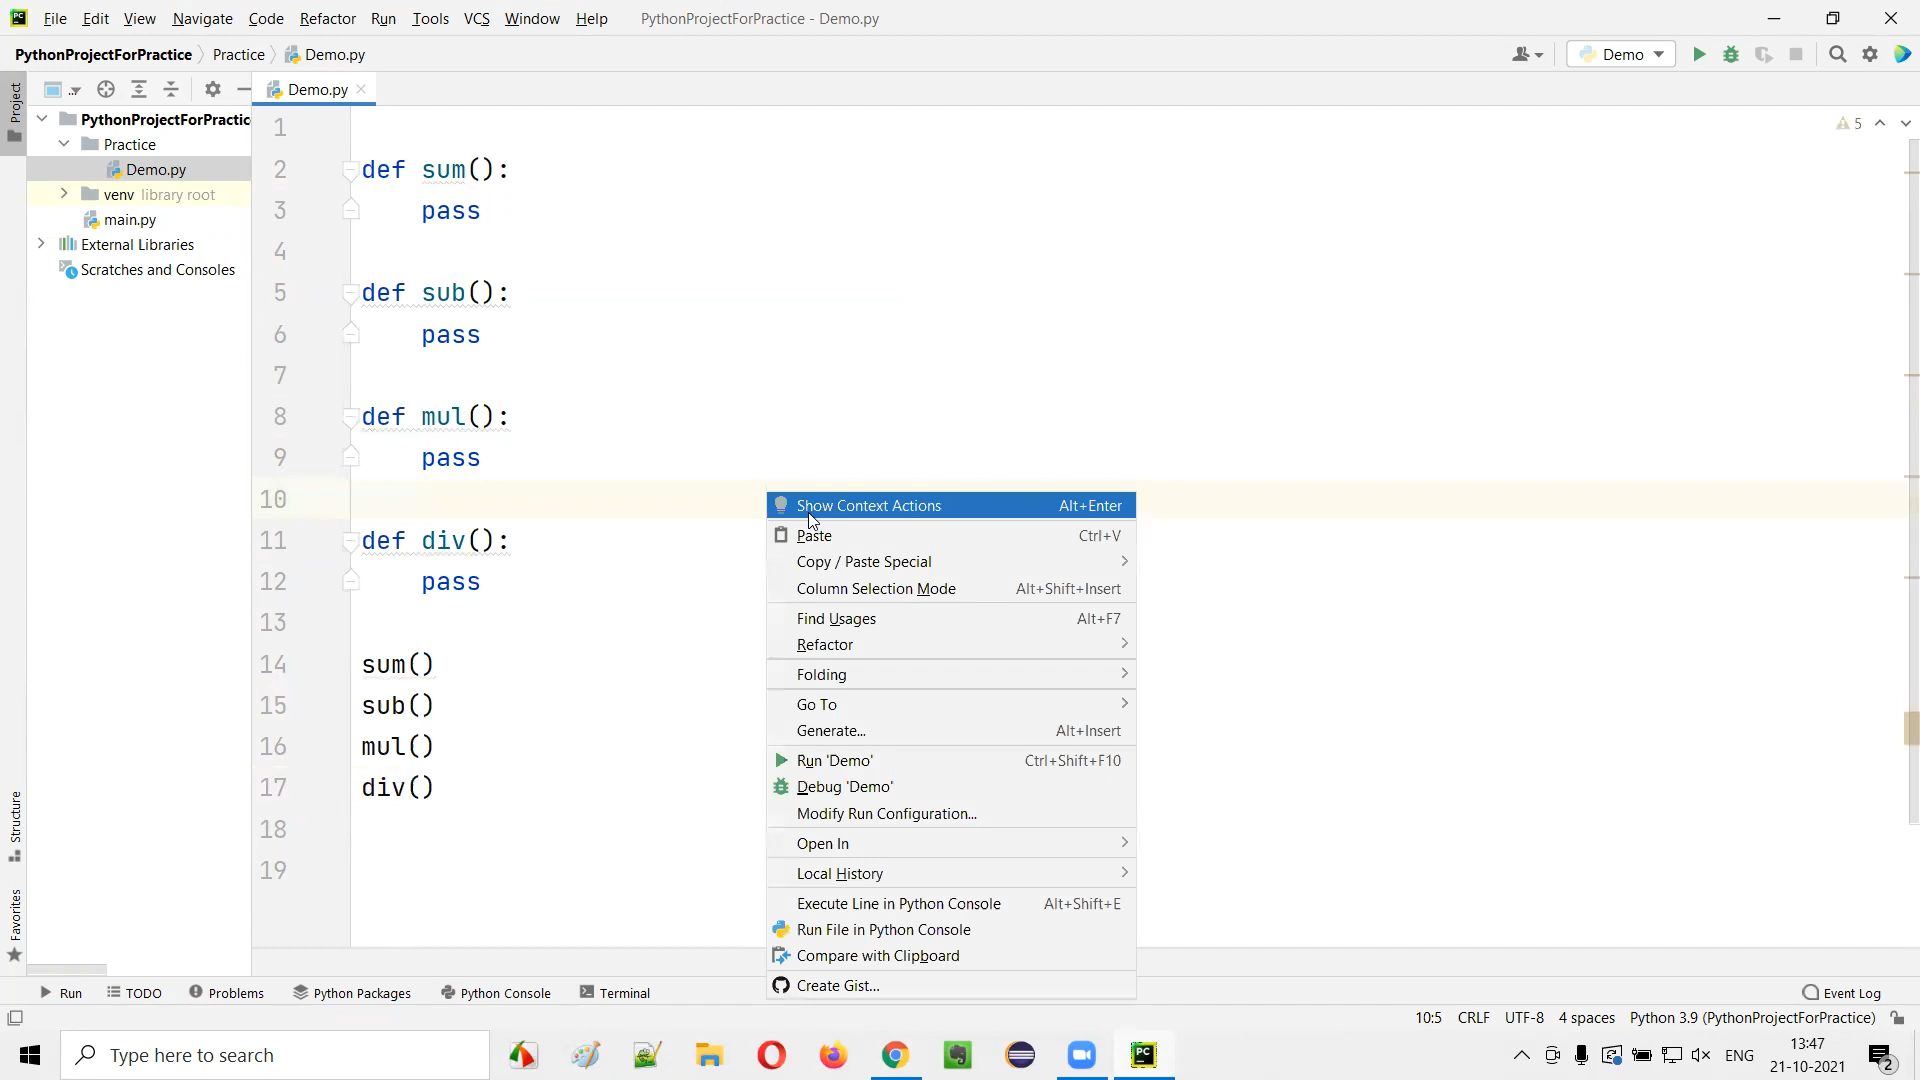 File Edit View Navigate Code Refactor Run Tools VCS Window Help PythonProjectForPractice - Demo.py
PythonProjectForPractice Practice Demo.py
Demo
Project
Demo.py
PythonProjectForPractic
Practice
Demo.py
venv library root
main.py
External Libraries
Scratches and Consoles
5
1
2 def sum():
3 pass
4
5 def sub():
6 pass
7
8 def mul():
9 pass
10
11 def div():
12 pass
13
14 sum()
15 sub()
16 mul()
17 div()
18
19
Show Context Actions Alt+Enter
Paste Ctrl+V
Copy / Paste Special
Column Selection Mode Alt+Shift+Insert
Find Usages Alt+F7
Refactor
Folding
Go To
Generate... Alt+Insert
Run 'Demo' Ctrl+Shift+F10
Debug 'Demo'
Modify Run Configuration...
Open In
Local History
Execute Line in Python Console Alt+Shift+E
Run File in Python Console
Compare with Clipboard
Create Gist...
Structure
Favorites
Run TODO Problems Python Packages Python Console Terminal Event Log
10:5 CRLF UTF-8 4 spaces Python 3.9 (PythonProjectForPractice)
Type here to search
PC
ENG
13:47
21-10-2021
2